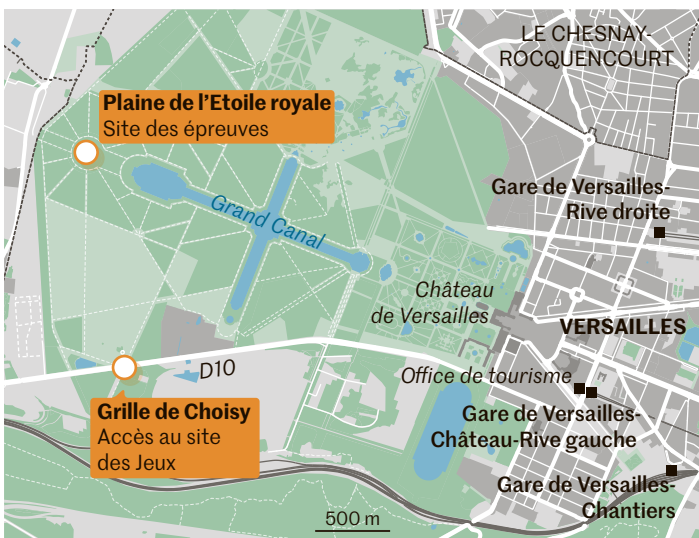 LE CHESNAY-
ROCQUENCOURT
Plaine de l'Etoile royale
Site des épreuves
Gare de Versailles-
Rive droite
Grand Canal
Château
de Versailles
VERSAILLES
D10
Office de tourisme
Grille de Choisy
Accès au site
des Jeux
Gare de Versailles-
Château-Rive gauche
Gare de Versailles-
Chantiers
500 m